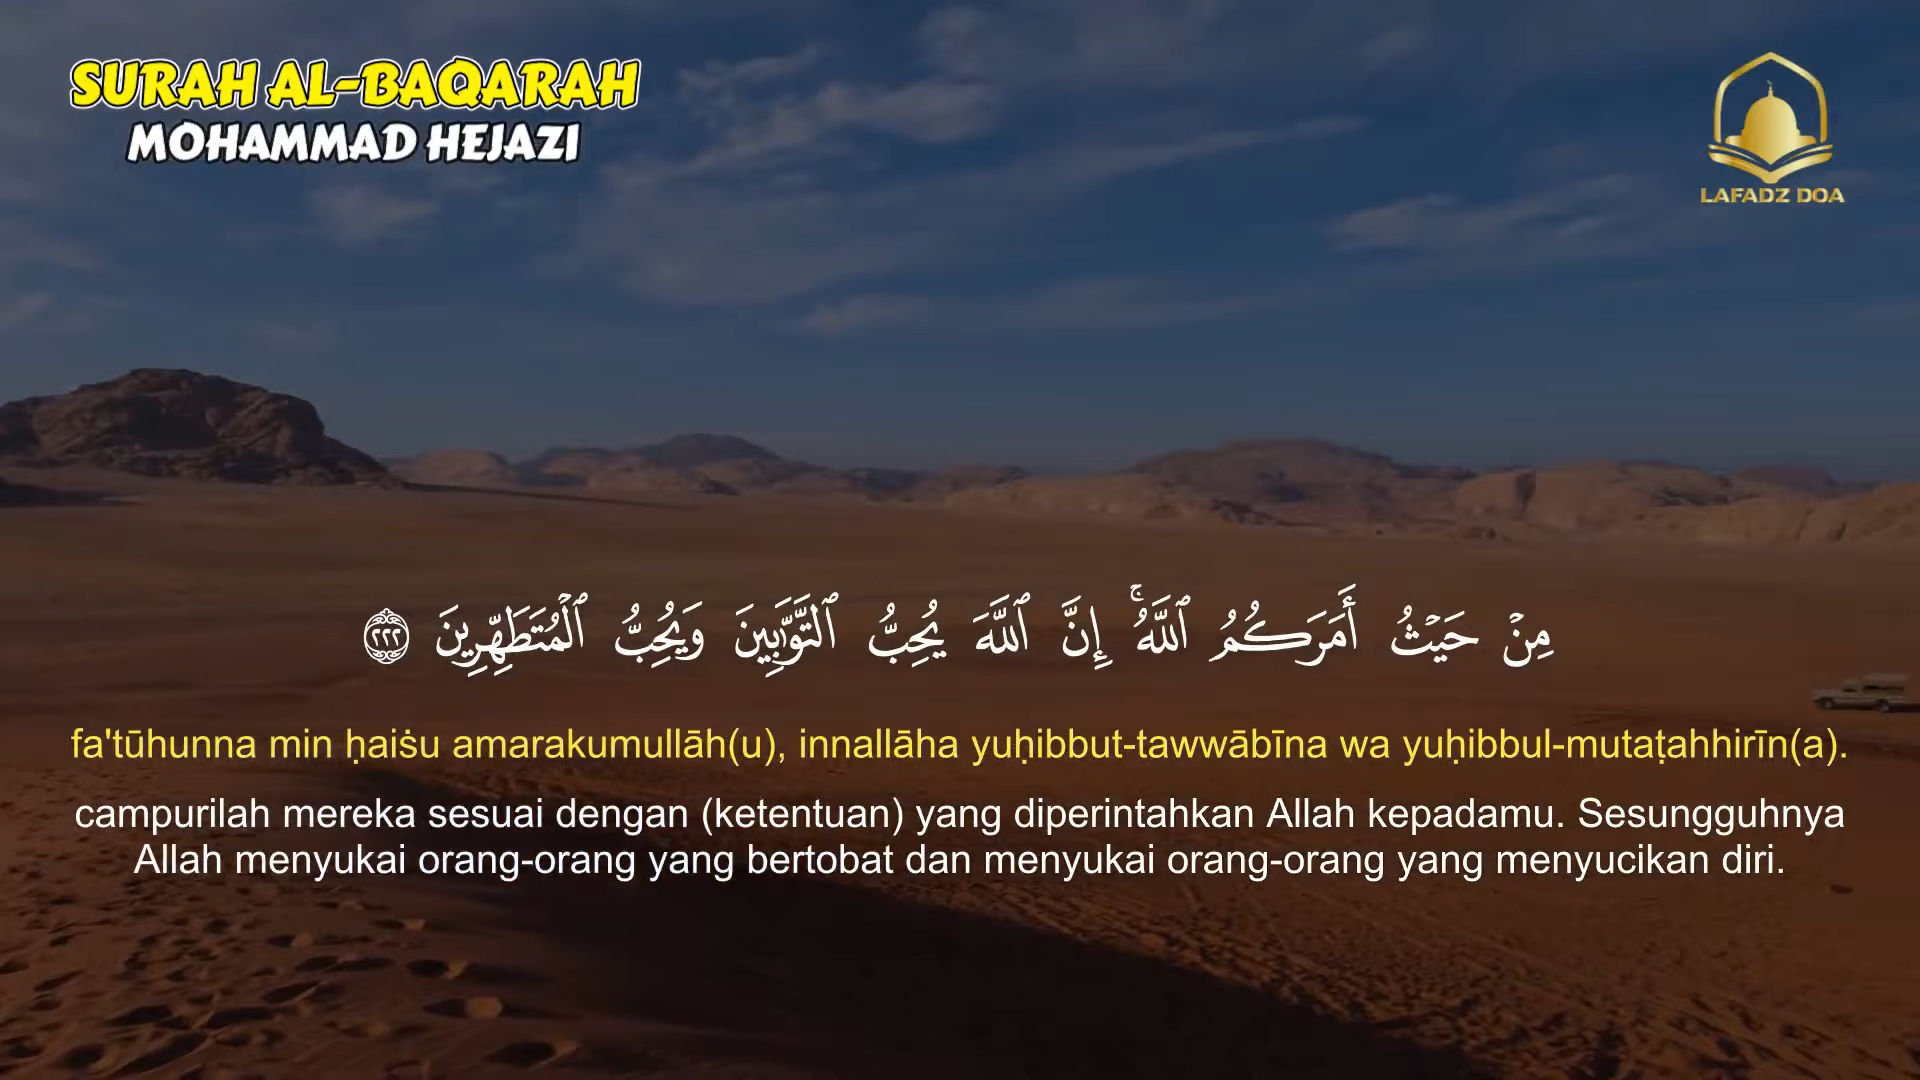 SURAH AL-BAQARAH
MOHAMMAD HEJAZI
LAFADZ DOA
مِنْ حَيْثُ أَمَرَكُمُ ٱللَّهُ ۚ إِنَّ ٱللَّهَ يُحِبُّ ٱلتَّوَّٰبِينَ وَيُحِبُّ ٱلْمُتَطَهِّرِينَ ٢٢٢
fa'tūhunna min ḥaiṡu amarakumullāh(u), innallāha yuḥibbut-tawwābīna wa yuḥibbul-mutaṭahhirīn(a).
campurilah mereka sesuai dengan (ketentuan) yang diperintahkan Allah kepadamu. Sesungguhnya
Allah menyukai orang-orang yang bertobat dan menyukai orang-orang yang menyucikan diri.